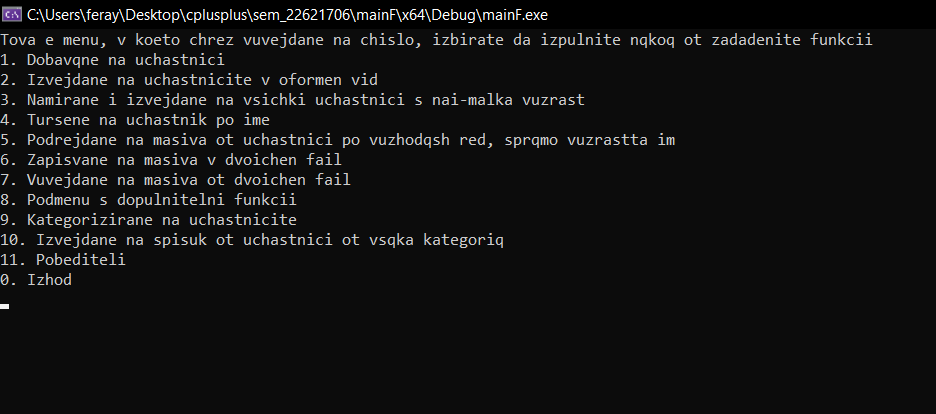 C:\Users\feray\Desktop\cplusplus\sem_22621706\mainF\x64\Debug\mainF.exe
Tova e menu, v koeto chrez vuvejdane na chislo, izbirate da izpulnite nqkoq ot zadadenite funkcii
1. Dobavqne na uchastnici
2. Izvejdane na uchastnicite v oformen vid
3. Namirane i izvejdane na vsichki uchastnici s nai-malka vuzrast
4. Tursene na uchastnik po ime
5. Podrejdane na masiva ot uchastnici po vuzhodqsh red, sprqmo vuzrastta im
6. Zapisvane na masiva v dvoichen fail
7. Vuvejdane na masiva ot dvoichen fail
8. Podmenu s dopulnitelni funkcii
9. Kategorizirane na uchastnicite
10. Izvejdane na spisuk ot uchastnici ot vsqka kategoriq
11. Pobediteli
0. Izhod